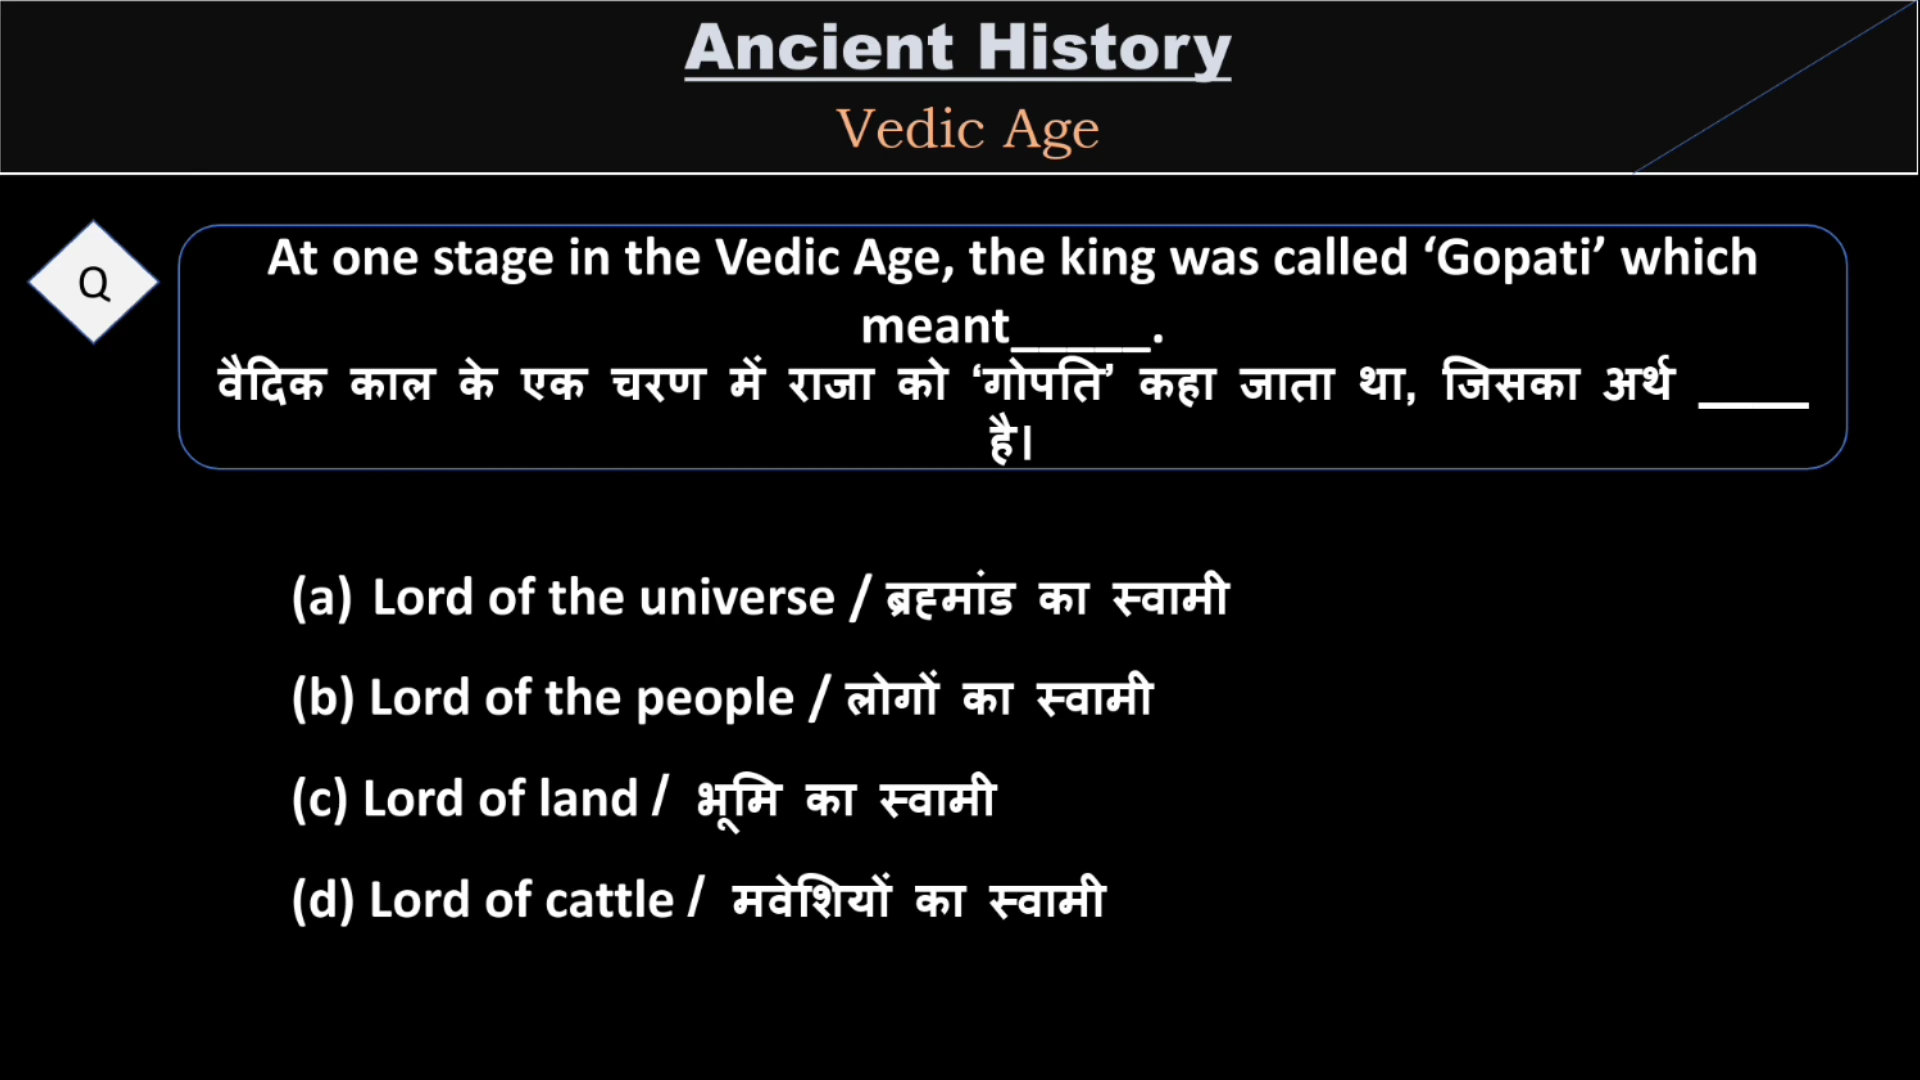 Ancient History
Vedic Age
Q
At one stage in the Vedic Age, the king was called ‘Gopati’ which
meant_____.
वैदिक काल के एक चरण में राजा को ‘गोपति’ कहा जाता था, जिसका अर्थ _____
है।
(a) Lord of the universe / ब्रह्मांड का स्वामी
(b) Lord of the people / लोगों का स्वामी
(c) Lord of land / भूमि का स्वामी
(d) Lord of cattle / मवेशियों का स्वामी